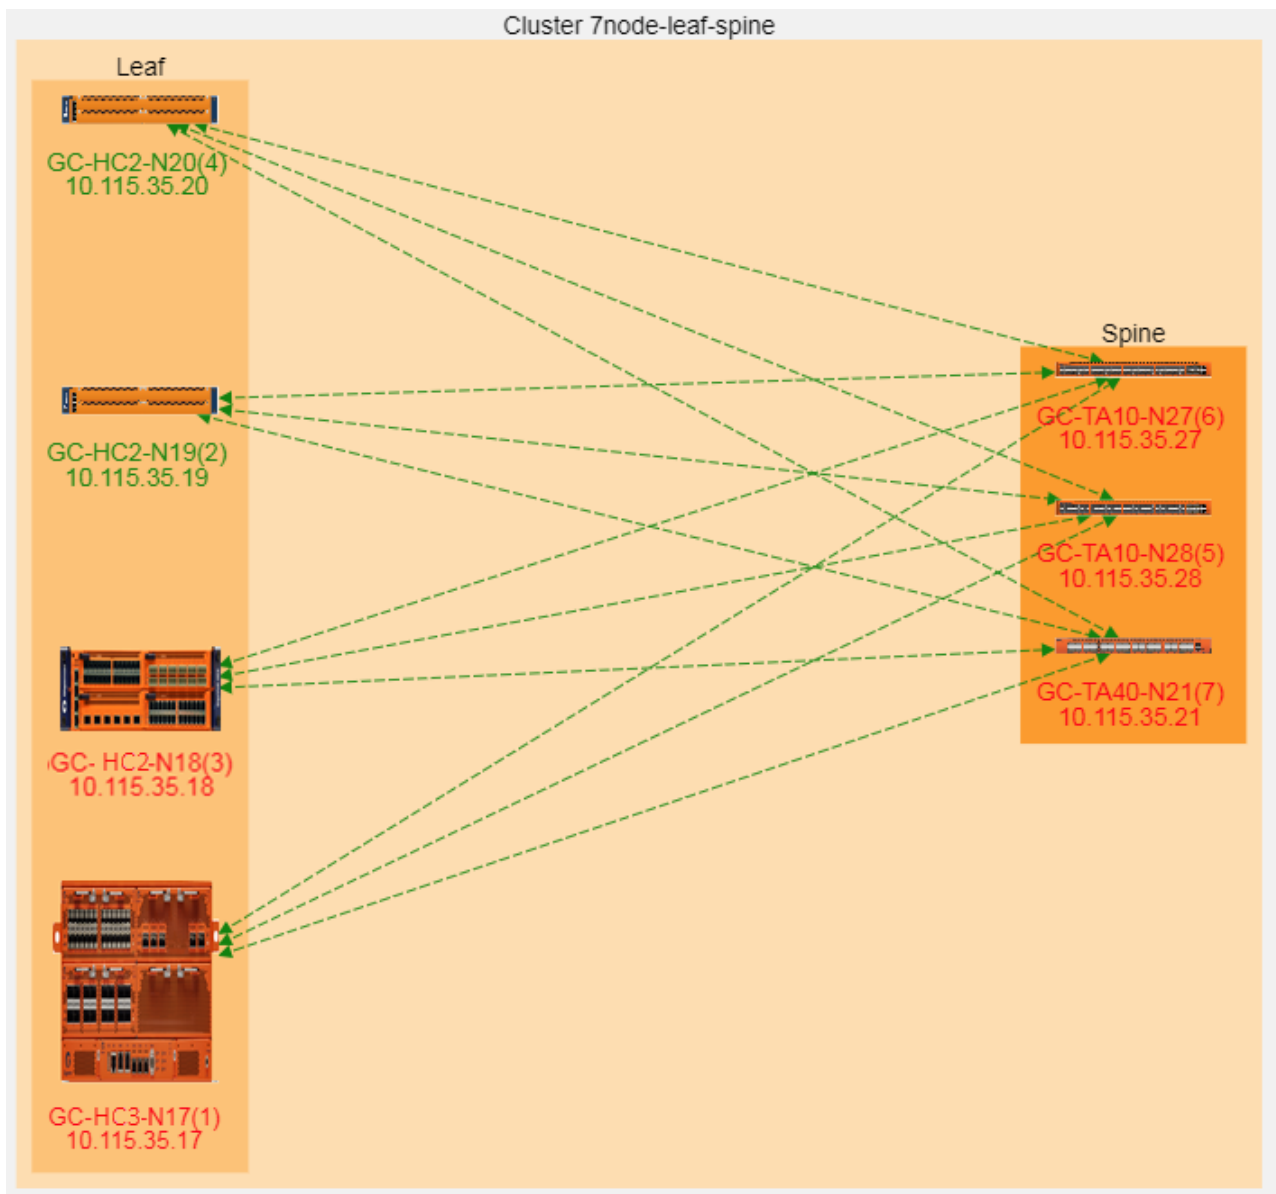 Cluster 7node-leaf-spine
Leaf
GC-HC2-N20(4)
10.115.35.20
GC-HC2-N19(2)
10.115.35.19
GC- HC2-N18(3)
10.115.35.18
GC-HC3-N17(1)
10.115.35.17
Spine
GC-TA10-N27(6)
10.115.35.27
GC-TA10-N28(5)
10.115.35.28
GC-TA40-N21(7)
10.115.35.21